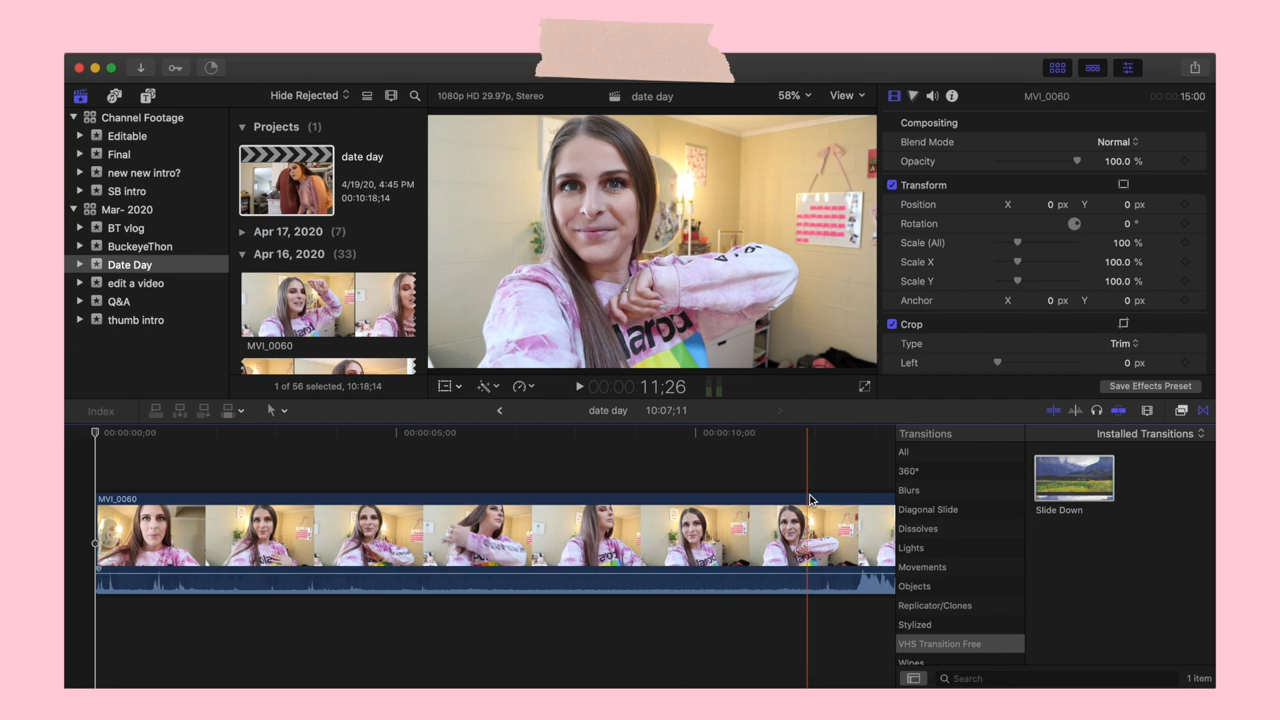 Hide Rejected
1080p HD 29.97p, Stereo
date day
58%
View
MVI_0060
15:00
Channel Footage
Editable
Final
new new intro?
SB intro
Mar- 2020
BT vlog
BuckeyeThon
Date Day
edit a video
Q&A
thumb intro
Projects (1)
date day
4/19/20, 4:45 PM
00:10:18;14
Apr 17, 2020 (7)
Apr 16, 2020 (33)
MVI_0060
1 of 56 selected, 10:18;14
00:00:11;26
Compositing
Blend Mode Normal
Opacity 100.0 %
Transform
Position X 0 px Y 0 px
Rotation 0 °
Scale (All) 100 %
Scale X 100.0 %
Scale Y 100.0 %
Anchor X 0 px Y 0 px
Crop
Type Trim
Left 0 px
Save Effects Preset
Index
date day 10:07;11
00:00:00;00
00:00:05;00
00:00:10;00
MVI_0060
Transitions
All
360°
Blurs
Diagonal Slide
Dissolves
Lights
Movements
Objects
Replicator/Clones
Stylized
VHS Transition Free
Wipes
Installed Transitions
Slide Down
Search
1 item